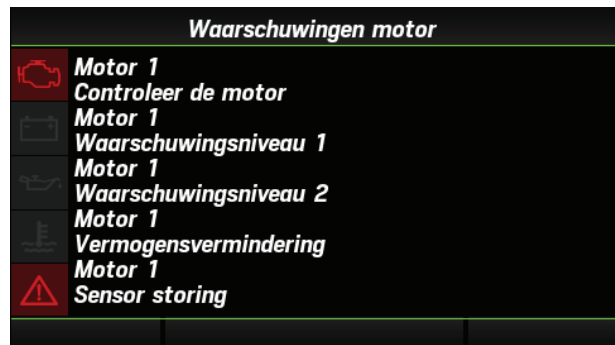 Waarschuwingen motor
Motor 1
Controleer de motor
Motor 1
Waarschuwingsniveau 1
Motor 1
Waarschuwingsniveau 2
Motor 1
Vermogensvermindering
Motor 1
Sensor storing